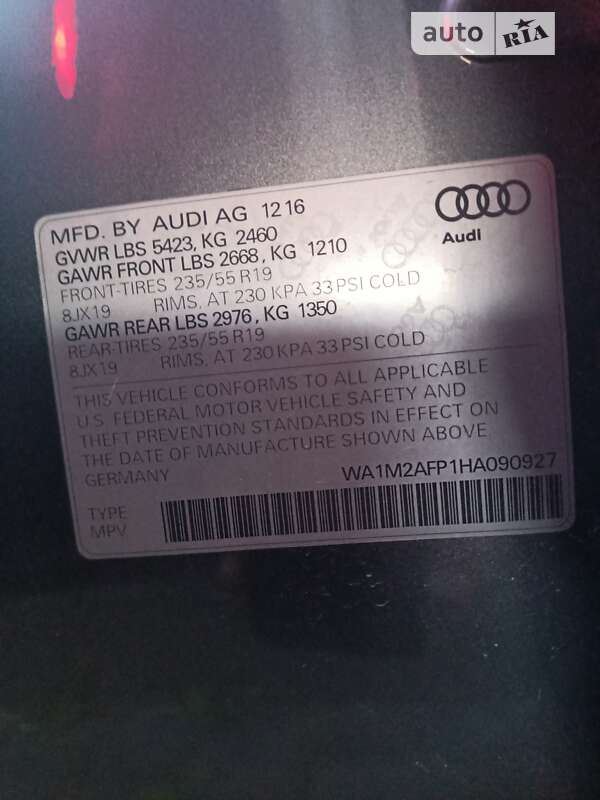 auto RIA
MFD. BY AUDI AG 12 16
GVWR LBS 5423, KG 2460
GAWR FRONT LBS 2668, KG 1210
FRONT-TIRES 235/55 R19
8JX19 RIMS. AT 230 KPA 33 PSI COLD
GAWR REAR LBS 2976, KG 1350
REAR-TIRES 235/55 R19
8JX19 RIMS. AT 230 KPA 33 PSI COLD
Audi
THIS VEHICLE CONFORMS TO ALL APPLICABLE
U.S. FEDERAL MOTOR VEHICLE SAFETY AND
THEFT PREVENTION STANDARDS IN EFFECT ON
THE DATE OF MANUFACTURE SHOWN ABOVE
GERMANY WA1M2AFP1HA090927
TYPE
MPV